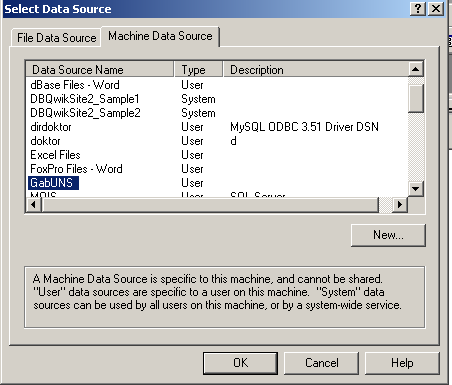 Select Data Source
File Data Source Machine Data Source
Data Source Name Type Description
dBase Files - Word User
DBQwikSite2_Sample1 System
DBQwikSite2_Sample2 System
dirdoktor User MySQL ODBC 3.51 Driver DSN
doktor User d
Excel Files User
FoxPro Files - Word User
GabUNS User
User SQL Server
New...
A Machine Data Source is specific to this machine, and cannot be shared.
"User" data sources are specific to a user on this machine. "System" data
sources can be used by all users on this machine, or by a system-wide service.
OK Cancel Help